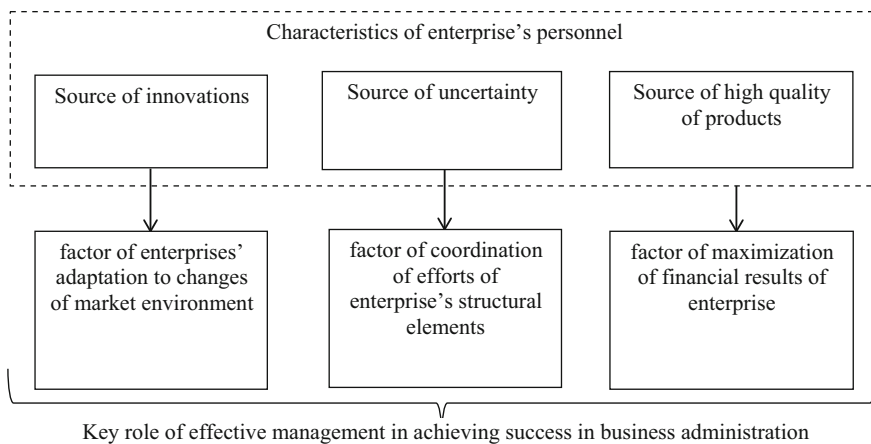 Characteristics of enterprise’s personnel
Source of innovations
Source of uncertainty
Source of high quality
of products
factor of enterprises’
adaptation to changes
of market environment
factor of coordination
of efforts of
enterprise’s structural
elements
factor of maximization
of financial results of
enterprise
Key role of effective management in achieving success in business administration